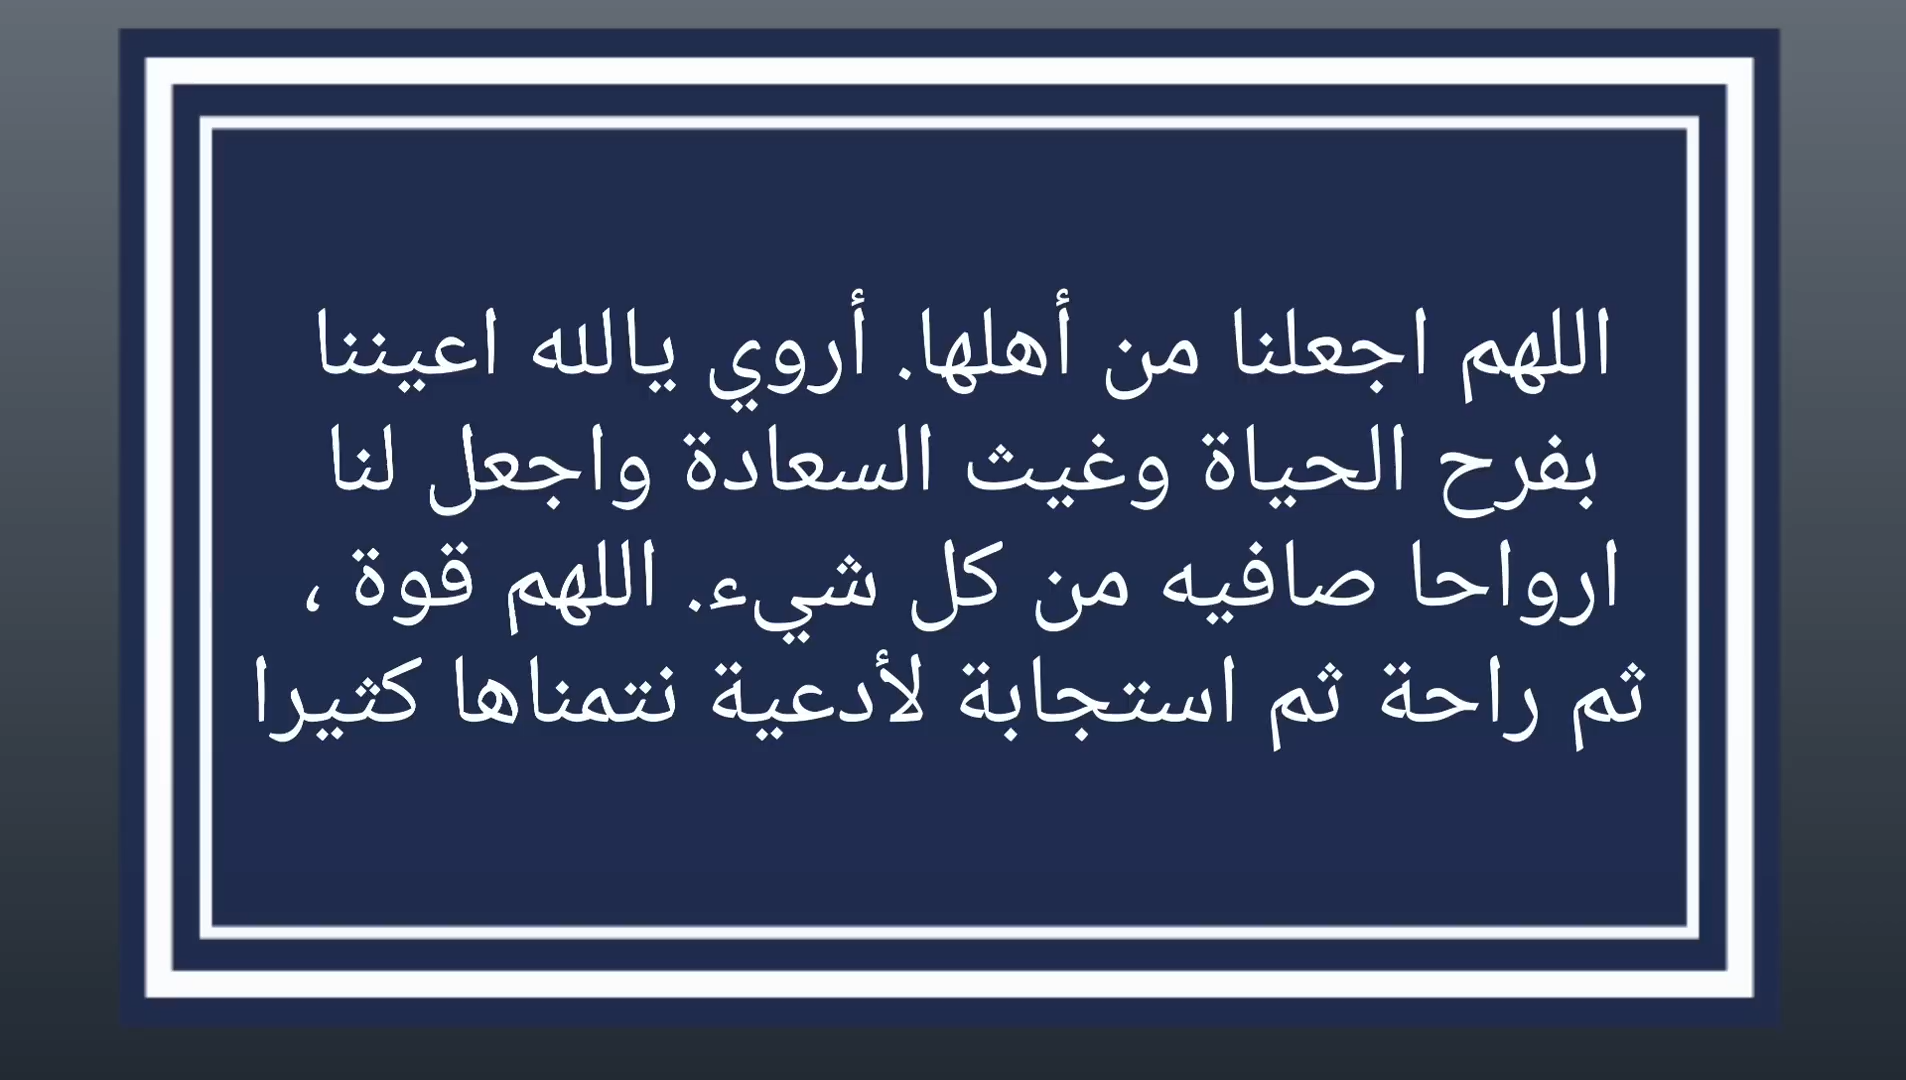 اللهم اجعلنا من أهلها. أروي يالله اعيننا
بفرح الحياة وغيث السعادة واجعل لنا
ارواحا صافيه من كل شيء. اللهم قوة ،
ثم راحة ثم استجابة لأدعية نتمناها كثيرا